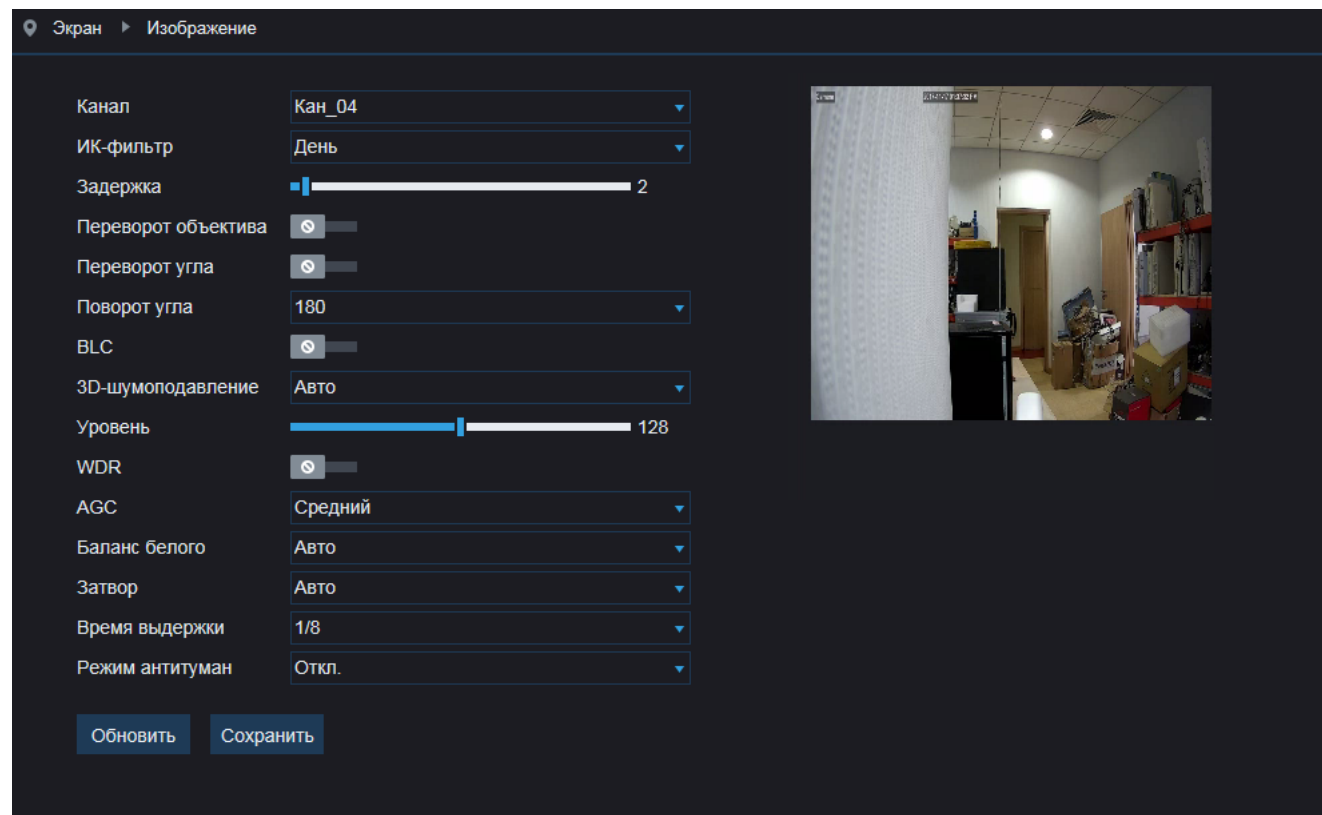 Экран Изображение
Канал Кан_04
ИК-фильтр День
Задержка 2
Переворот объектива
Переворот угла
Поворот угла 180
BLC
3D-шумоподавление Авто
Уровень 128
WDR
AGC Средний
Баланс белого Авто
Затвор Авто
Время выдержки 1/8
Режим антитуман Откл.
Обновить Сохранить